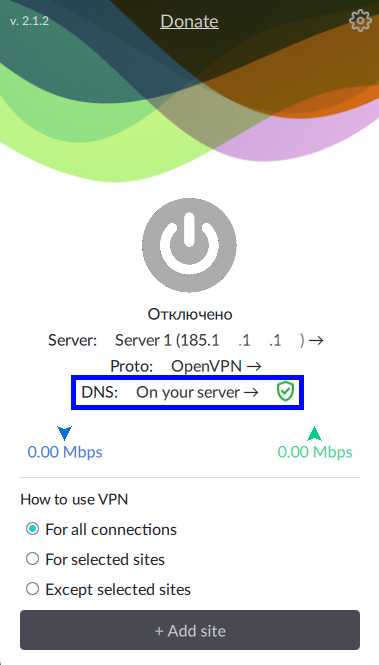 v. 2.1.2
Donate
Отключено
Server: Server 1 (185.1 .1 .1 ) →
Proto: OpenVPN →
DNS: On your server →
0.00 Mbps
0.00 Mbps
How to use VPN
For all connections
For selected sites
Except selected sites
+ Add site